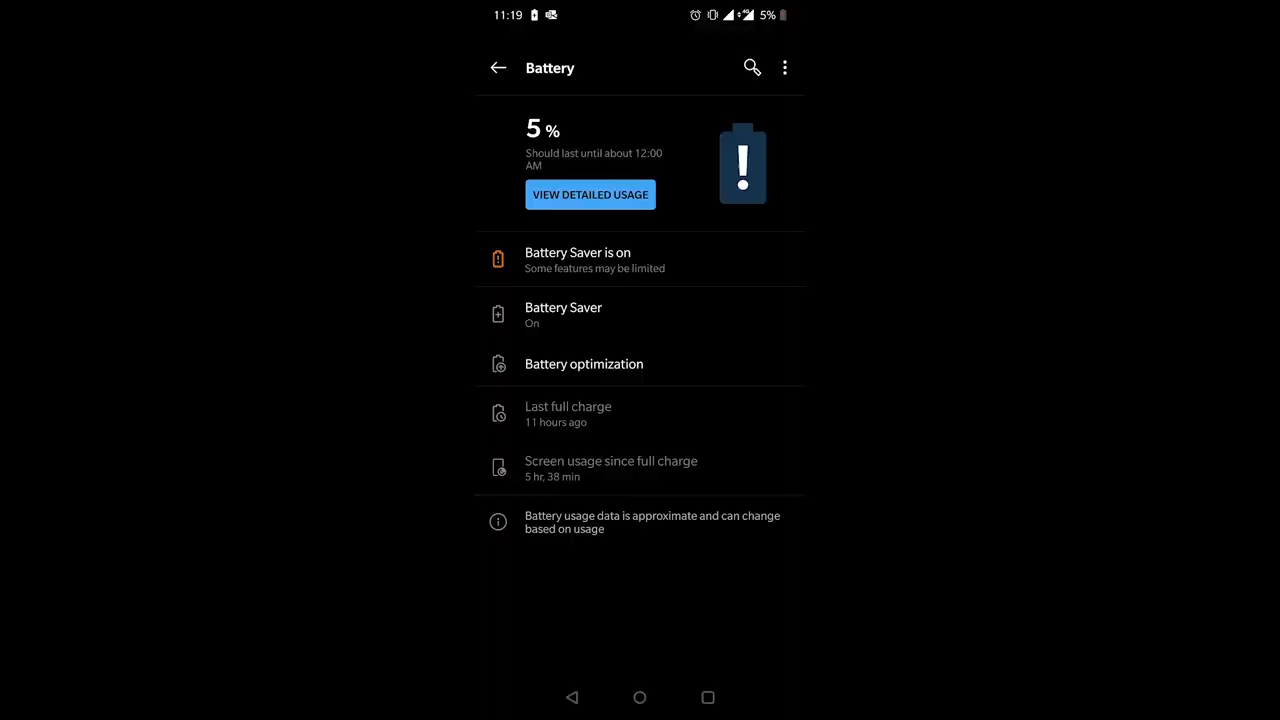 11:19
4G
5%
Battery
5 %
Should last until about 12:00
AM
VIEW DETAILED USAGE
Battery Saver is on
Some features may be limited
Battery Saver
On
Battery optimization
Last full charge
11 hours ago
Screen usage since full charge
5 hr, 38 min
Battery usage data is approximate and can change
based on usage